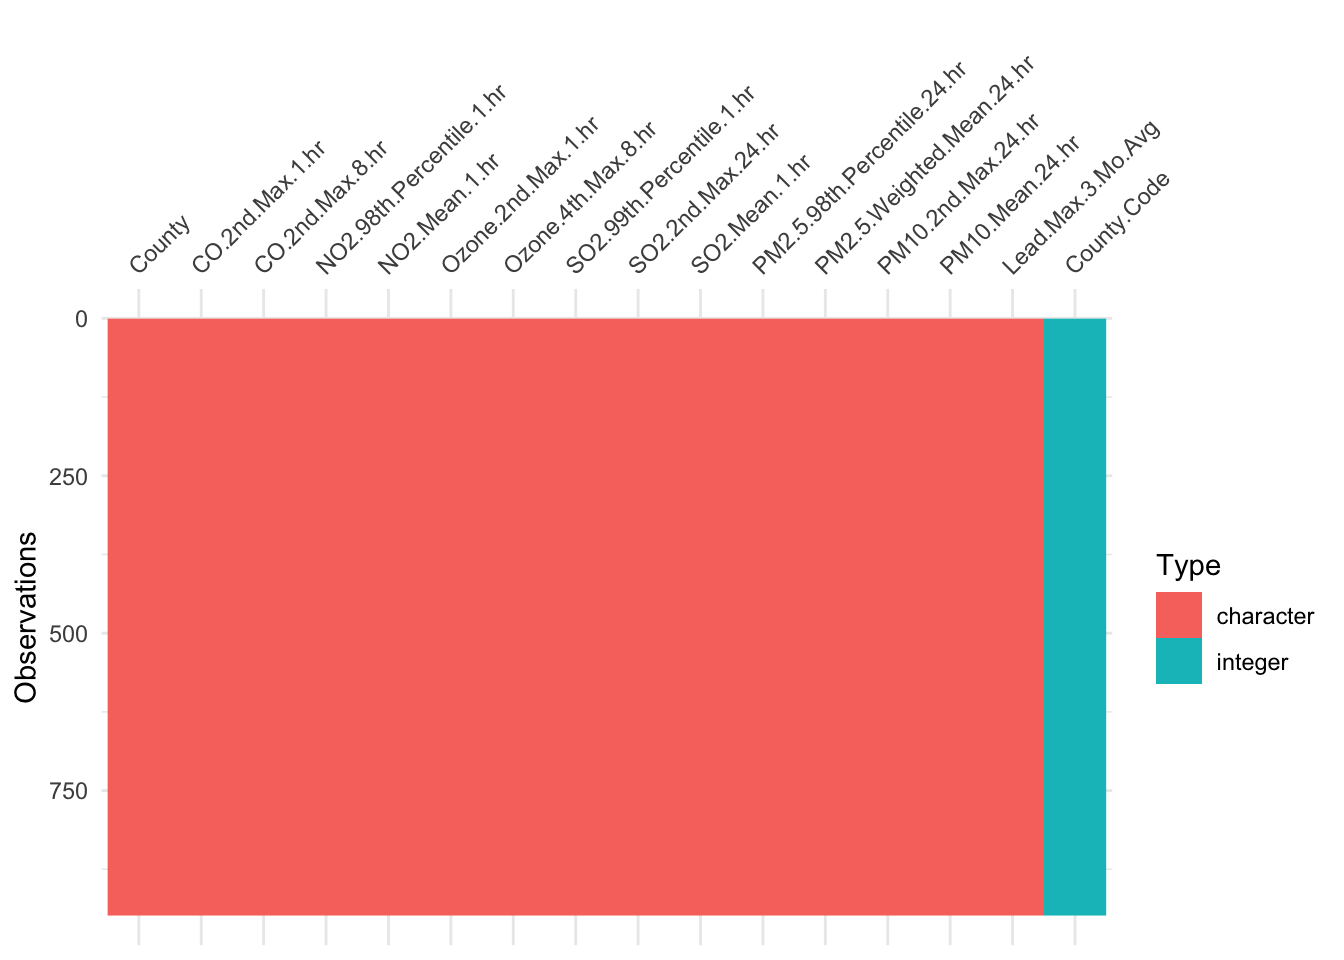 County
CO.2nd.Max.1.hr
CO.2nd.Max.8.hr
NO2.98th.Percentile.1.hr
NO2.Mean.1.hr
Ozone.2nd.Max.1.hr
Ozone.4th.Max.8.hr
SO2.99th.Percentile.1.hr
SO2.2nd.Max.24.hr
SO2.Mean.1.hr
PM2.5.98th.Percentile.24.hr
PM2.5.Weighted.Mean.24.hr
PM10.2nd.Max.24.hr
PM10.Mean.24.hr
Lead.Max.3.Mo.Avg
County.Code
0
250
500
750
Observations
Type
character
integer